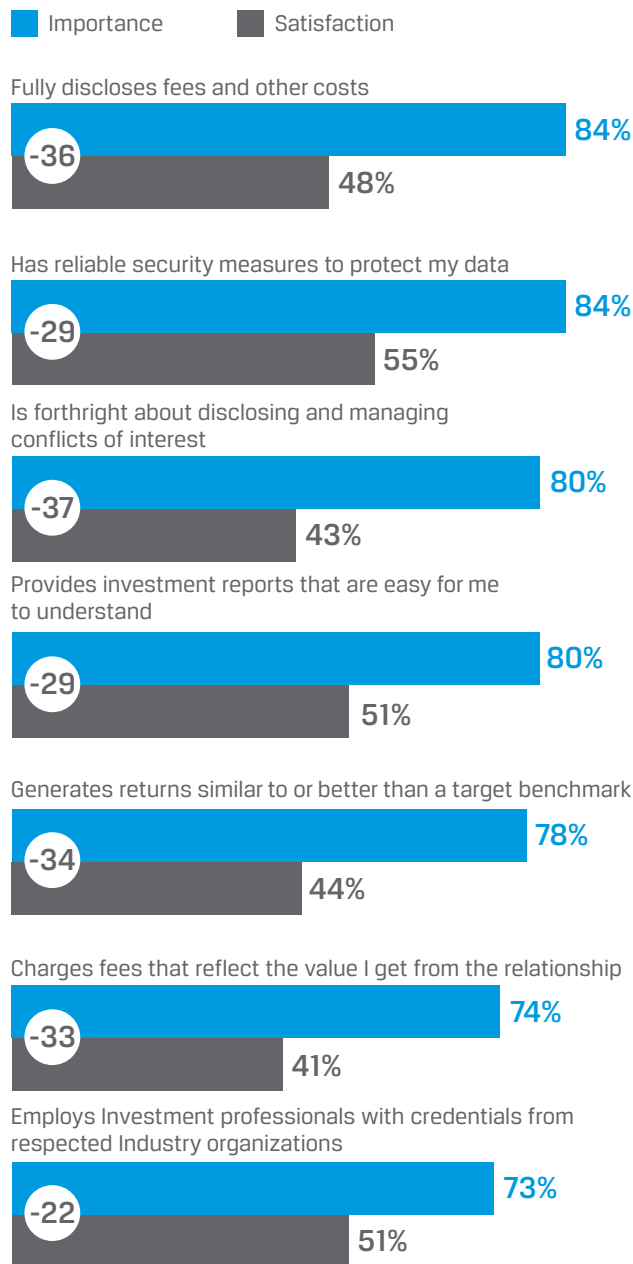 Importance Satisfaction
Fully discloses fees and other costs
84%
-36
48%
Has reliable security measures to protect my data
84%
-29
55%
Is forthright about disclosing and managing
conflicts of interest
80%
-37
43%
Provides investment reports that are easy for me
to understand
80%
-29
51%
Generates returns similar to or better than a target benchmark
78%
-34
44%
Charges fees that reflect the value I get from the relationship
74%
-33
41%
Employs Investment professionals with credentials from
respected Industry organizations
73%
-22
51%